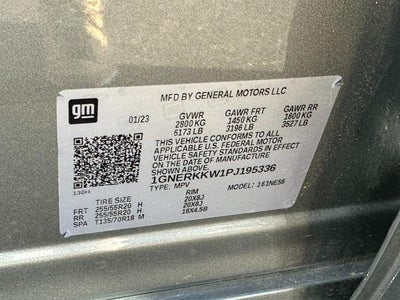 gm
MFD BY GENERAL MOTORS LLC
01/23 GVWR GAWR FRT GAWR RR
2800 KG 1450 KG 1600 KG
6173 LB 3196 LB 3527 LB
THIS VEHICLE CONFORMS TO ALL APPLICABLE
U.S. FEDERAL MOTOR VEHICLE SAFETY
STANDARDS IN EFFECT ON THE DATE OF
MANUFACTURE SHOWN ABOVE.
1GNERKKW1PJ195336
TYPE: MPV MODEL: 161NE56
13GH
TIRE SIZE RIM
FRT 255/55R20 H 20X8J
RR 255/55R20 H 20X8J
SPA T135/70R18 M 18X4.5B